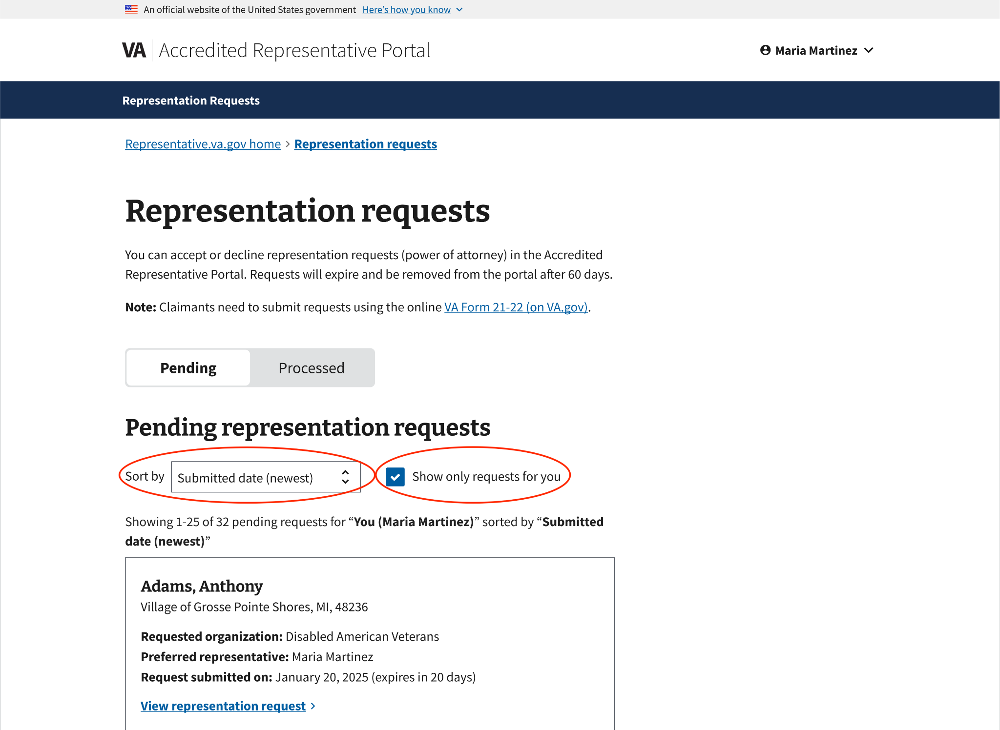 An official website of the United States government Here’s how you know
VA Accredited Representative Portal
Maria Martinez
Representation Requests
Representative.va.gov home › Representation requests
Representation requests
You can accept or decline representation requests (power of attorney) in the Accredited
Representative Portal. Requests will expire and be removed from the portal after 60 days.
Note: Claimants need to submit requests using the online VA Form 21-22 (on VA.gov).
Pending Processed
Pending representation requests
Sort by Submitted date (newest) Show only requests for you
Showing 1-25 of 32 pending requests for “You (Maria Martinez)” sorted by “Submitted
date (newest)”
Adams, Anthony
Village of Grosse Pointe Shores, MI, 48236
Requested organization: Disabled American Veterans
Preferred representative: Maria Martinez
Request submitted on: January 20, 2025 (expires in 20 days)
View representation request ›